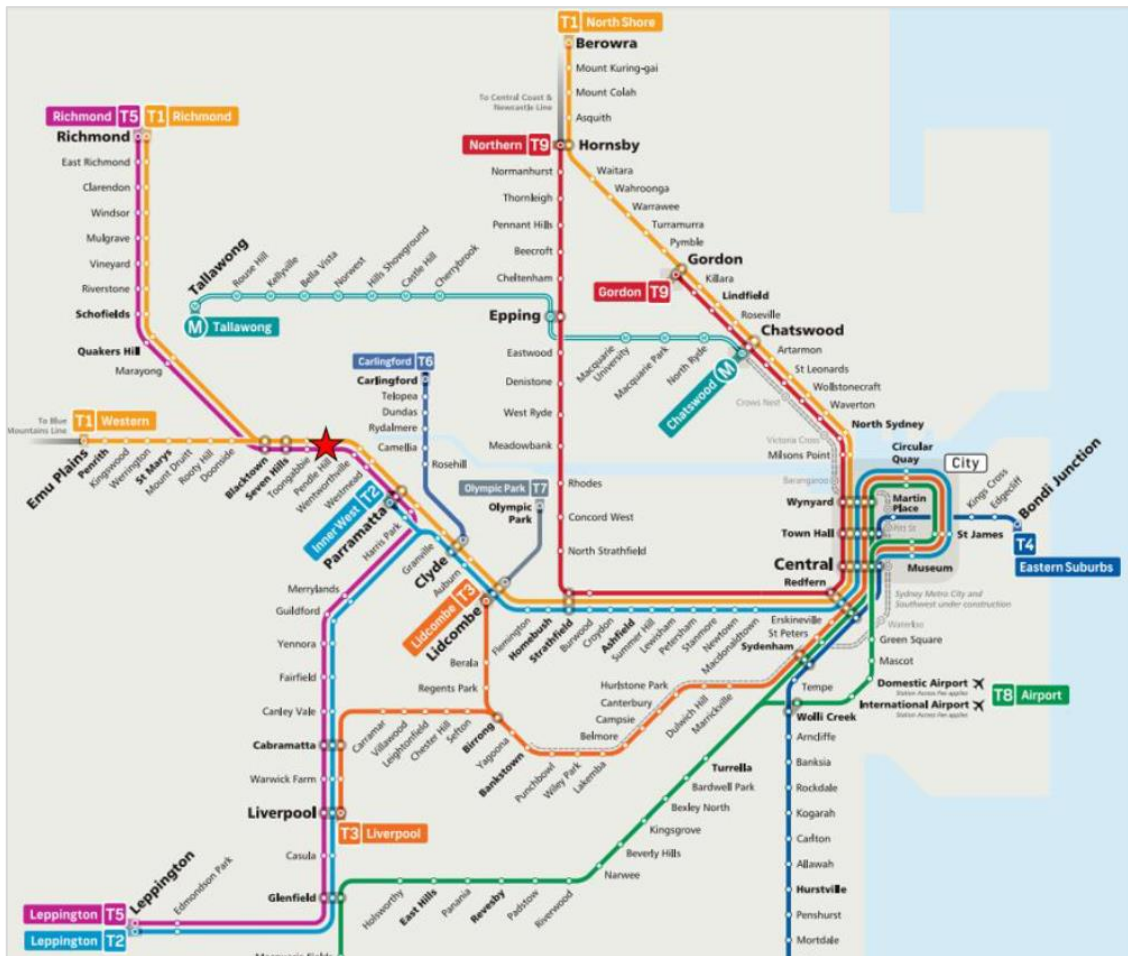 T1 North Shore
Berowra
Mount Kuring-gai
Mount Colah
Asquith
To Central Coast &
Newcastle Line
Northern T9
Hornsby
Richmond T5
T1 Richmond
Richmond
East Richmond
Clarendon
Windsor
Mulgrave
Vineyard
Riverstone
Schofields
Quakers Hill
Marayong
Normanhurst
Thornleigh
Pennant Hills
Beecroft
Cheltenham
Epping
Waitara
Wahroonga
Warrawee
Turramurra
Pymble
Gordon
Gordon T9
Killara
Lindfield
Roseville
Chatswood
Artarmon
St Leonards
Wollstonecraft
Waverton
North Sydney
Milsons Point
Tallawong
Rouse Hill
Kellyville
Bella Vista
Norwest
Hills Showground
Castle Hill
Cherrybrook
M Tallawong
Macquarie
University
Macquarie Park
North Ryde
Chatswood M
Crows Nest
Victoria Cross
Barangaroo
Eastwood
Denistone
West Ryde
Meadowbank
Rhodes
Concord West
North Strathfield
Carlingford T6
Carlingford
Telopea
Dundas
Rydalmere
Camellia
Rosehill
Olympic Park T7
Olympic
Park
To Blue
Mountains Line
T1 Western
Emu Plains
Penrith
Kingswood
Werrington
St Marys
Mount Druitt
Rooty Hill
Doonside
Blacktown
Seven Hills
Toongabbie
Pendle Hill
Wentworthville
Westmead
Inner West T2
Parramatta
Harris Park
Granville
Clyde
Auburn
Lidcombe T3
Lidcombe
Flemington
Homebush
Strathfield
Burwood
Croydon
Ashfield
Summer Hill
Lewisham
Petersham
Stanmore
Newtown
Macdonaldtown
Redfern
Central
Town Hall
Wynyard
Circular
Quay
City
Martin
Place
Pitt St
St James
Museum
Kings Cross
Edgecliff
Bondi Junction
T4
Eastern Suburbs
Sydney Metro City and
Southwest under construction
Waterloo
Green Square
Mascot
Domestic Airport
Station Access Fee applies
International Airport
Station Access Fee applies
T8 Airport
Erskineville
St Peters
Sydenham
Tempe
Wolli Creek
Arncliffe
Banksia
Rockdale
Kogarah
Carlton
Allawah
Hurstville
Penshurst
Mortdale
Merrylands
Guildford
Yennora
Fairfield
Canley Vale
Cabramatta
Warwick Farm
Liverpool
T3 Liverpool
Casula
Glenfield
Leppington
Edmondson Park
Leppington T5
Leppington T2
Berala
Regents Park
Carramar
Villawood
Leightonfield
Chester Hill
Sefton
Birrong
Yagoona
Bankstown
Punchbowl
Wiley Park
Lakemba
Belmore
Campsie
Canterbury
Hurlstone Park
Dulwich Hill
Marrickville
Turrella
Bardwell Park
Bexley North
Kingsgrove
Beverly Hills
Narwee
Riverwood
Padstow
Revesby
Panania
East Hills
Holsworthy